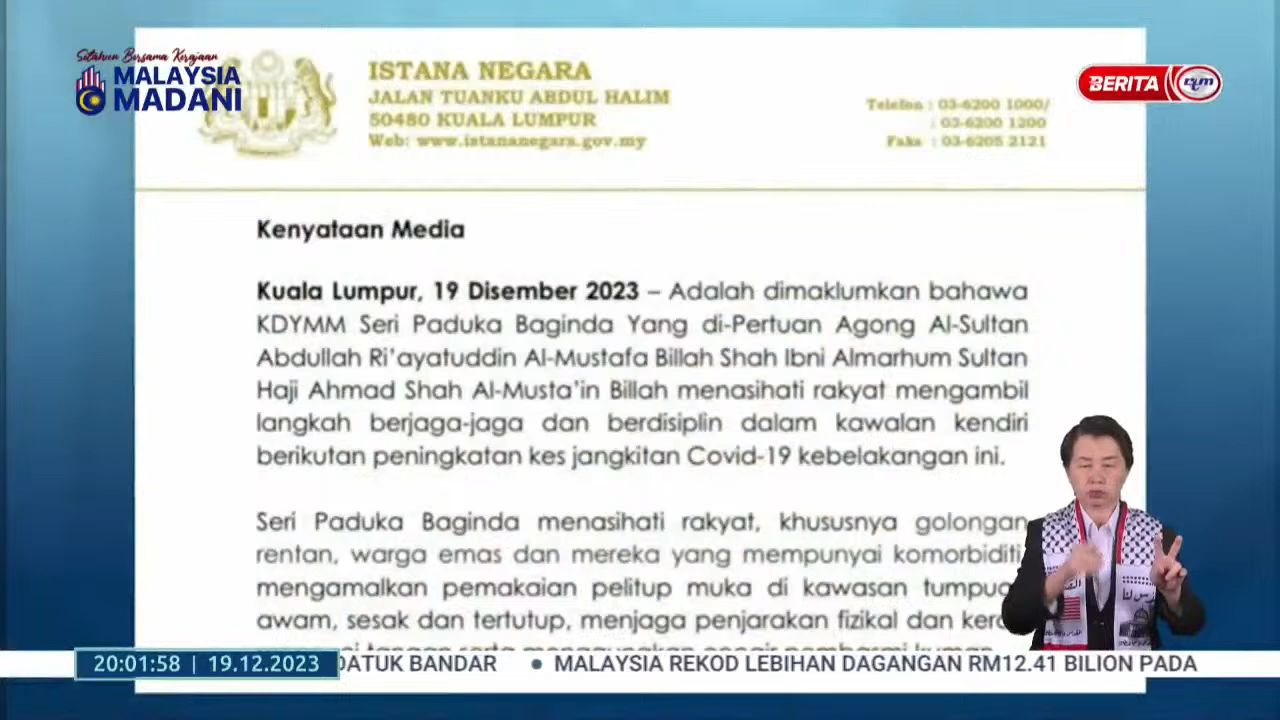 Setahun Bersama Kerajaan
MALAYSIA
MADANI
ISTANA NEGARA
JALAN TUANKU ABDUL HALIM
50480 KUALA LUMPUR
Web: www.istananegara.gov.my
Telefon : 03-6200 1000/
: 03-6200 1200
Faks : 03-6205 2121
BERITA rtm
Kenyataan Media
Kuala Lumpur, 19 Disember 2023 – Adalah dimaklumkan bahawa
KDYMM Seri Paduka Baginda Yang di-Pertuan Agong Al-Sultan
Abdullah Ri'ayatuddin Al-Mustafa Billah Shah Ibni Almarhum Sultan
Haji Ahmad Shah Al-Musta'in Billah menasihati rakyat mengambil
langkah berjaga-jaga dan berdisiplin dalam kawalan kendiri
berikutan peningkatan kes jangkitan Covid-19 kebelakangan ini.
Seri Paduka Baginda menasihati rakyat, khususnya golongan
rentan, warga emas dan mereka yang mempunyai komorbiditi,
mengamalkan pemakaian pelitup muka di kawasan tumpua
awam, sesak dan tertutup, menjaga penjarakan fizikal dan kera
20:01:58 | 19.12.2023 DATUK BANDAR • MALAYSIA REKOD LEBIHAN DAGANGAN RM12.41 BILION PADA